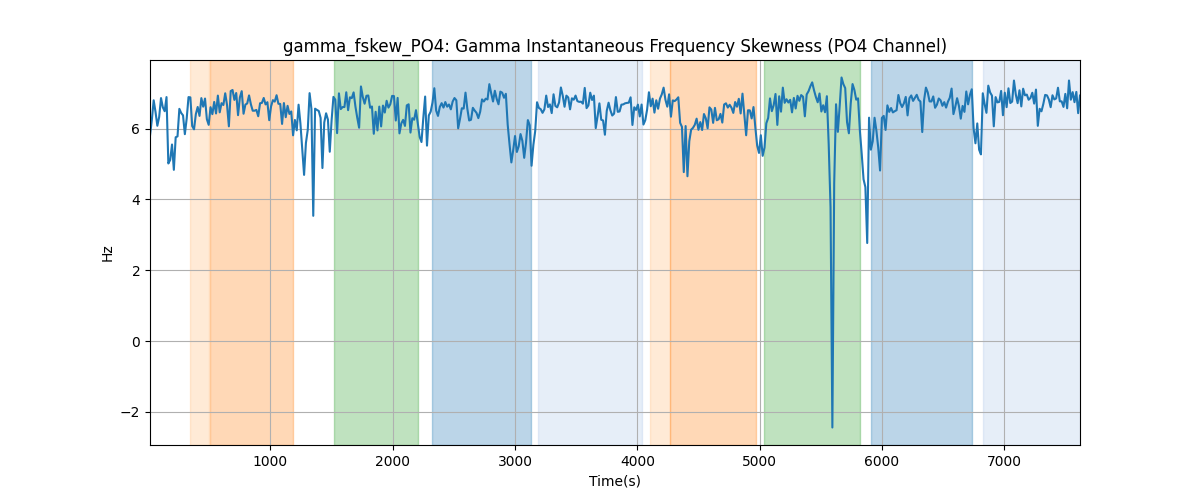 gamma_fskew_PO4: Gamma Instantaneous Frequency Skewness (PO4 Channel)
6
4
2
0
−2
Hz
1000 2000 3000 4000 5000 6000 7000
Time(s)